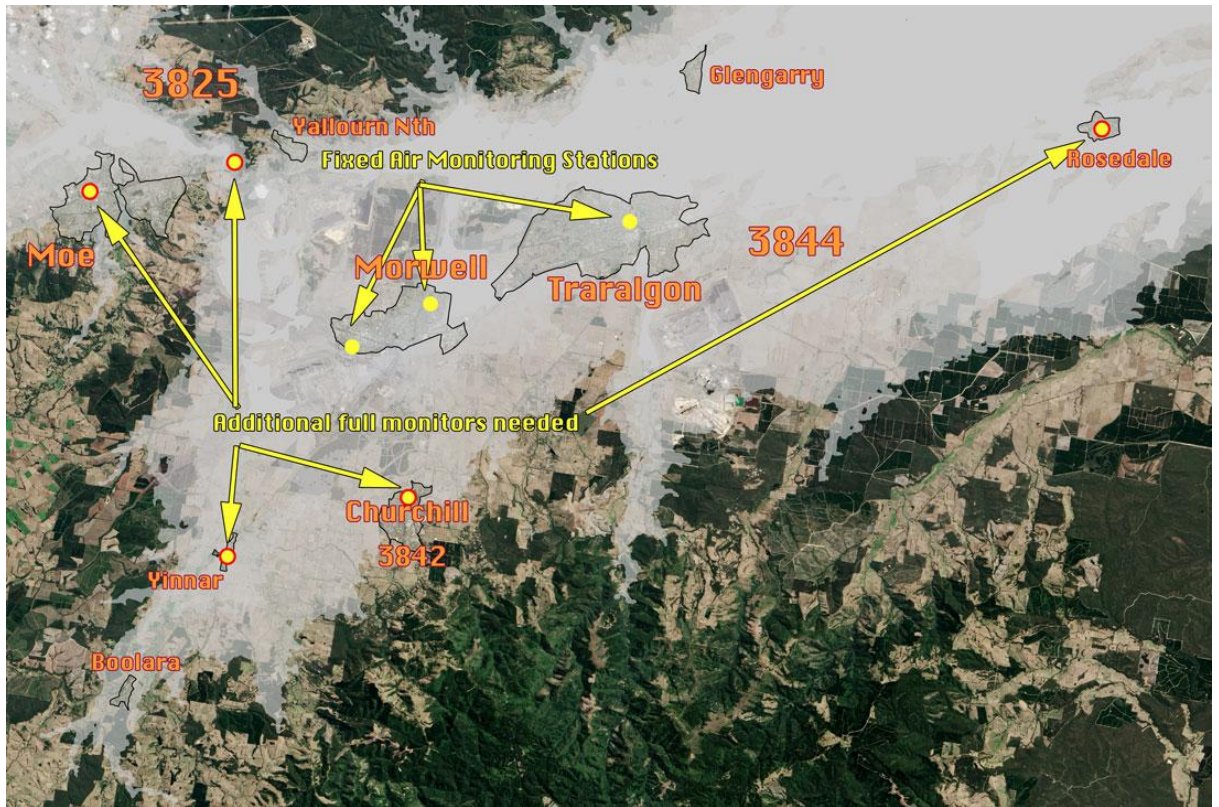 Glengarry
3825
Yallourn Nth
Fixed Air Monitoring Stations
Rosedale
Moe
Morwell
3844
Traralgon
Additional full monitors needed
Churchill
3842
Yinnar
Boolara